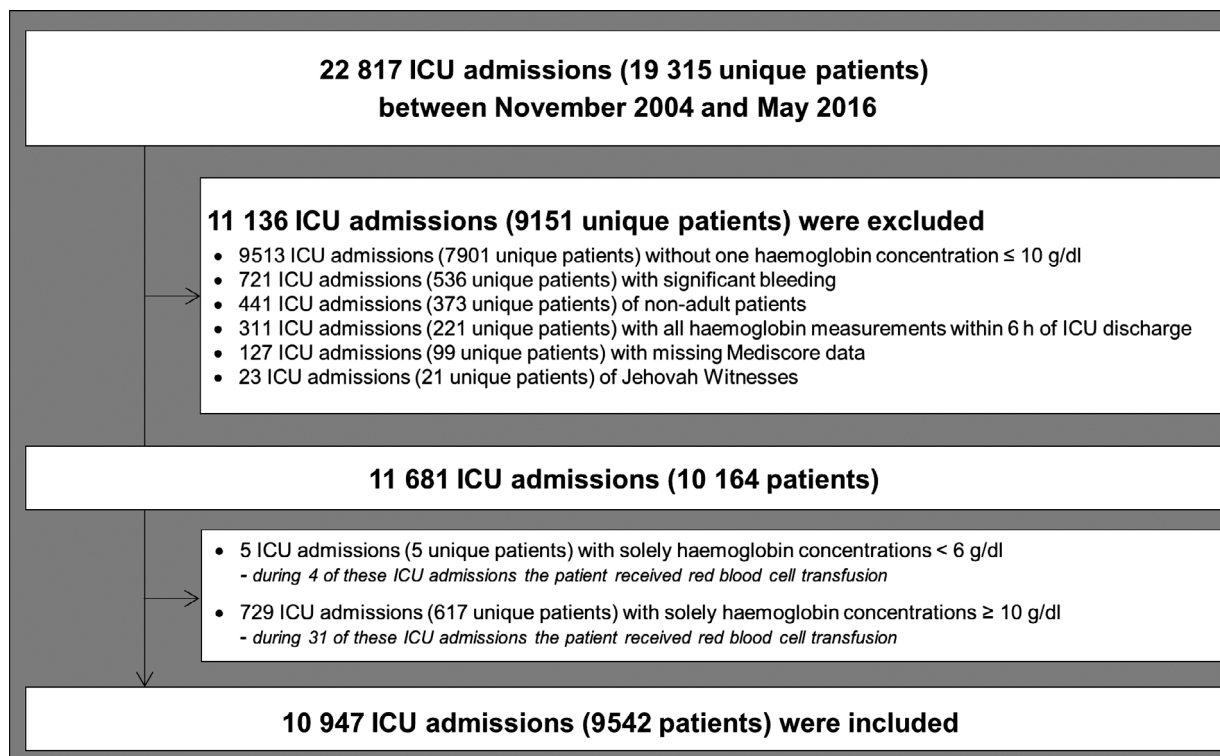 22 817 ICU admissions (19 315 unique patients)
between November 2004 and May 2016
11 136 ICU admissions (9151 unique patients) were excluded
• 9513 ICU admissions (7901 unique patients) without one haemoglobin concentration ≤ 10 g/dl
• 721 ICU admissions (536 unique patients) with significant bleeding
• 441 ICU admissions (373 unique patients) of non-adult patients
• 311 ICU admissions (221 unique patients) with all haemoglobin measurements within 6 h of ICU discharge
• 127 ICU admissions (99 unique patients) with missing Mediscore data
• 23 ICU admissions (21 unique patients) of Jehovah Witnesses
11 681 ICU admissions (10 164 patients)
• 5 ICU admissions (5 unique patients) with solely haemoglobin concentrations < 6 g/dl
- during 4 of these ICU admissions the patient received red blood cell transfusion
• 729 ICU admissions (617 unique patients) with solely haemoglobin concentrations ≥ 10 g/dl
- during 31 of these ICU admissions the patient received red blood cell transfusion
10 947 ICU admissions (9542 patients) were included